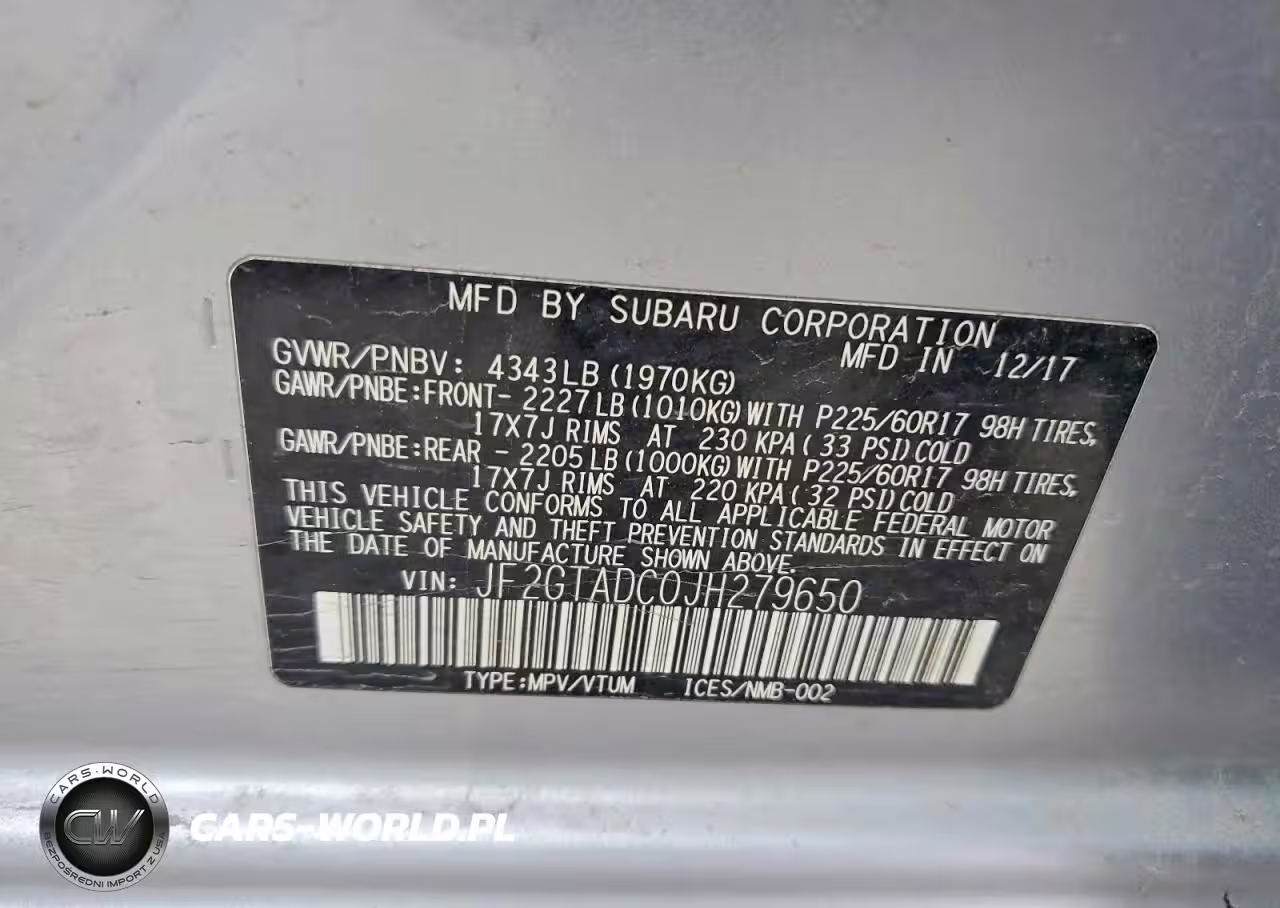 MFD BY SUBARU CORPORATION
MFD IN 12/17
GVWR/PNBV: 4343LB (1970KG)
GAWR/PNBE:FRONT- 2227LB(1010KG)WITH P225/60R17 98H TIRES,
17X7J RIMS AT 230 KPA( 33 PSI)COLD
GAWR/PNBE:REAR - 2205LB(1000KG)WITH P225/60R17 98H TIRES,
17X7J RIMS AT 220 KPA( 32 PSI)COLD
THIS VEHICLE CONFORMS TO ALL APPLICABLE FEDERAL MOTOR
VEHICLE SAFETY AND THEFT PREVENTION STANDARDS IN EFFECT ON
THE DATE OF MANUFACTURE SHOWN ABOVE.
VIN: JF2GTADC0JH279650
TYPE:MPV/VTUM ICES/NMB-002
CARS-WORLD
CW
BEZPOŚREDNI IMPORT Z USA
CARS-WORLD.PL